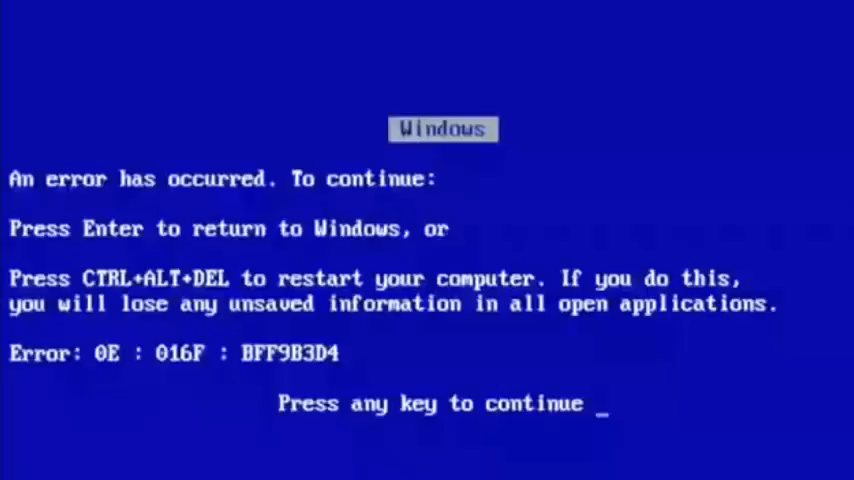 Windows
An error has occurred. To continue:
Press Enter to return to Windows, or
Press CTRL+ALT+DEL to restart your computer. If you do this,
you will lose any unsaved information in all open applications.
Error: 0E : 016F : BFF9B3D4
Press any key to continue _